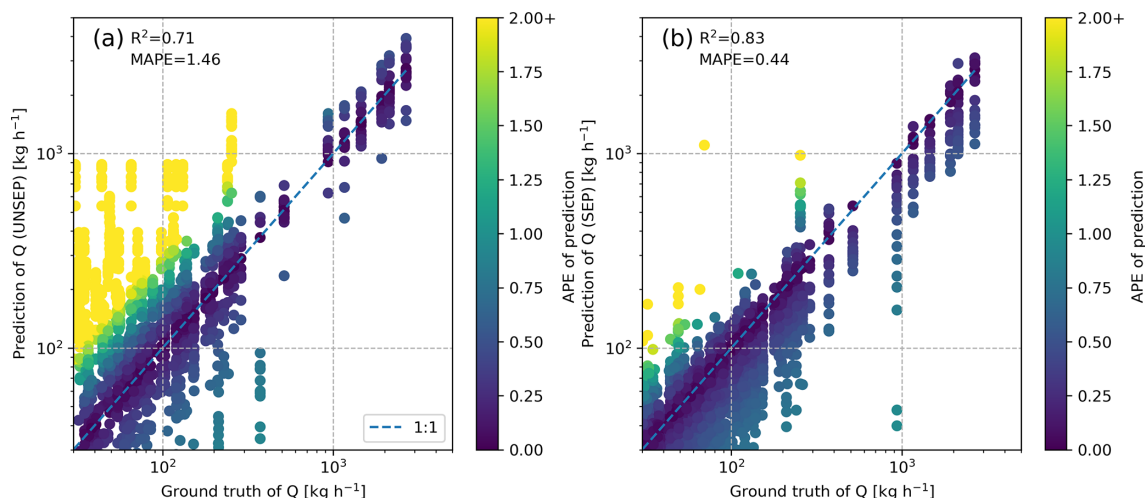 (a)
R²=0.71
MAPE=1.46
Prediction of Q (UNSEP) [kg h⁻¹]
10³
10²
10² 10³
Ground truth of Q [kg h⁻¹]
1:1
2.00+
1.75
1.50
1.25
1.00
0.75
0.50
0.25
0.00
APE of prediction
(b)
R²=0.83
MAPE=0.44
Prediction of Q (SEP) [kg h⁻¹]
10³
10²
10² 10³
Ground truth of Q [kg h⁻¹]
2.00+
1.75
1.50
1.25
1.00
0.75
0.50
0.25
0.00
APE of prediction